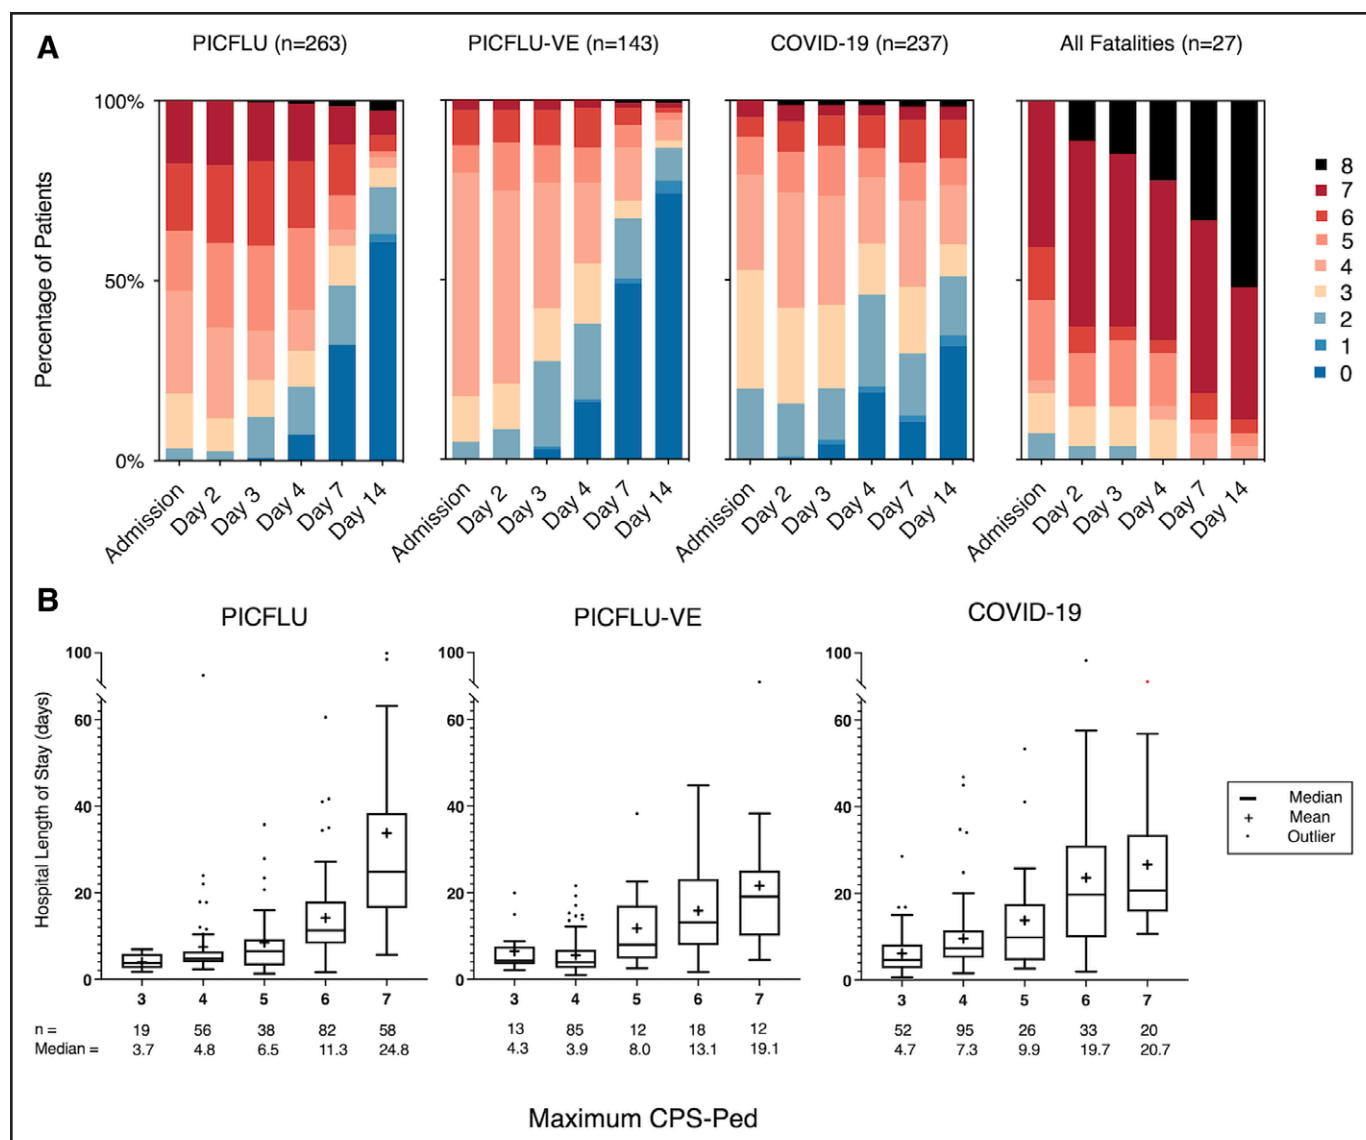 A
PICFLU (n=263)
PICFLU-VE (n=143)
COVID-19 (n=237)
All Fatalities (n=27)
Percentage of Patients
100%
50%
0%
Admission Day 2 Day 3 Day 4 Day 7 Day 14
Admission Day 2 Day 3 Day 4 Day 7 Day 14
Admission Day 2 Day 3 Day 4 Day 7 Day 14
Admission Day 2 Day 3 Day 4 Day 7 Day 14
8
7
6
5
4
3
2
1
0
B
PICFLU
PICFLU-VE
COVID-19
Hospital Length of Stay (days)
100
60
40
20
0
3 4 5 6 7
100
60
40
20
0
3 4 5 6 7
100
60
40
20
0
3 4 5 6 7
Median
Mean
Outlier
n = 19 56 38 82 58 13 85 12 18 12 52 95 26 33 20
Median = 3.7 4.8 6.5 11.3 24.8 4.3 3.9 8.0 13.1 19.1 4.7 7.3 9.9 19.7 20.7
Maximum CPS-Ped